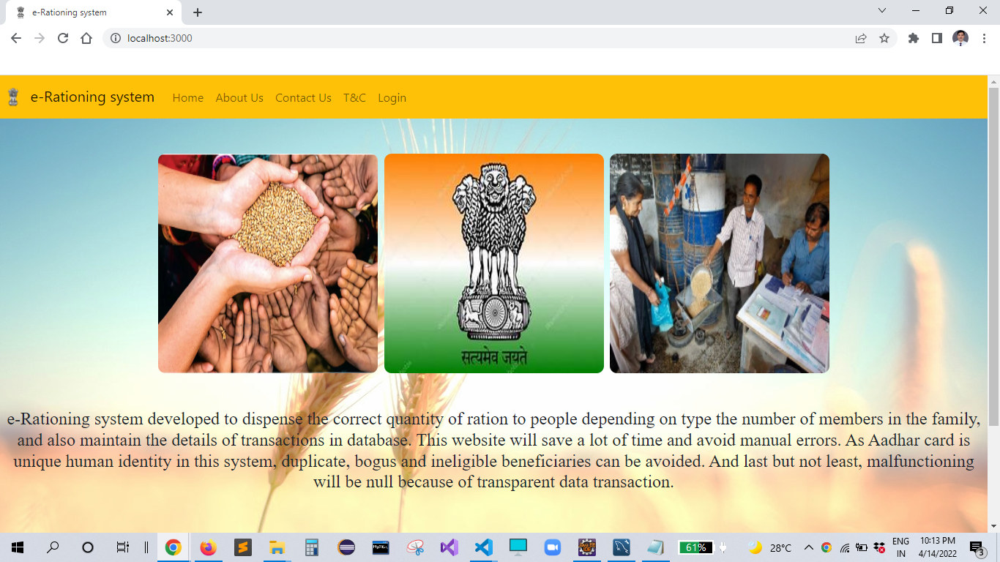 e-Rationing system
localhost:3000
e-Rationing system Home About Us Contact Us T&C Login
सत्यमेव जयते
e-Rationing system developed to dispense the correct quantity of ration to people depending on type the number of members in the family,
and also maintain the details of transactions in database. This website will save a lot of time and avoid manual errors. As Aadhar card is
unique human identity in this system, duplicate, bogus and ineligible beneficiaries can be avoided. And last but not least, malfunctioning
will be null because of transparent data transaction.
MySQL
61%
28°C
ENG
IN
10:13 PM
4/14/2022
3